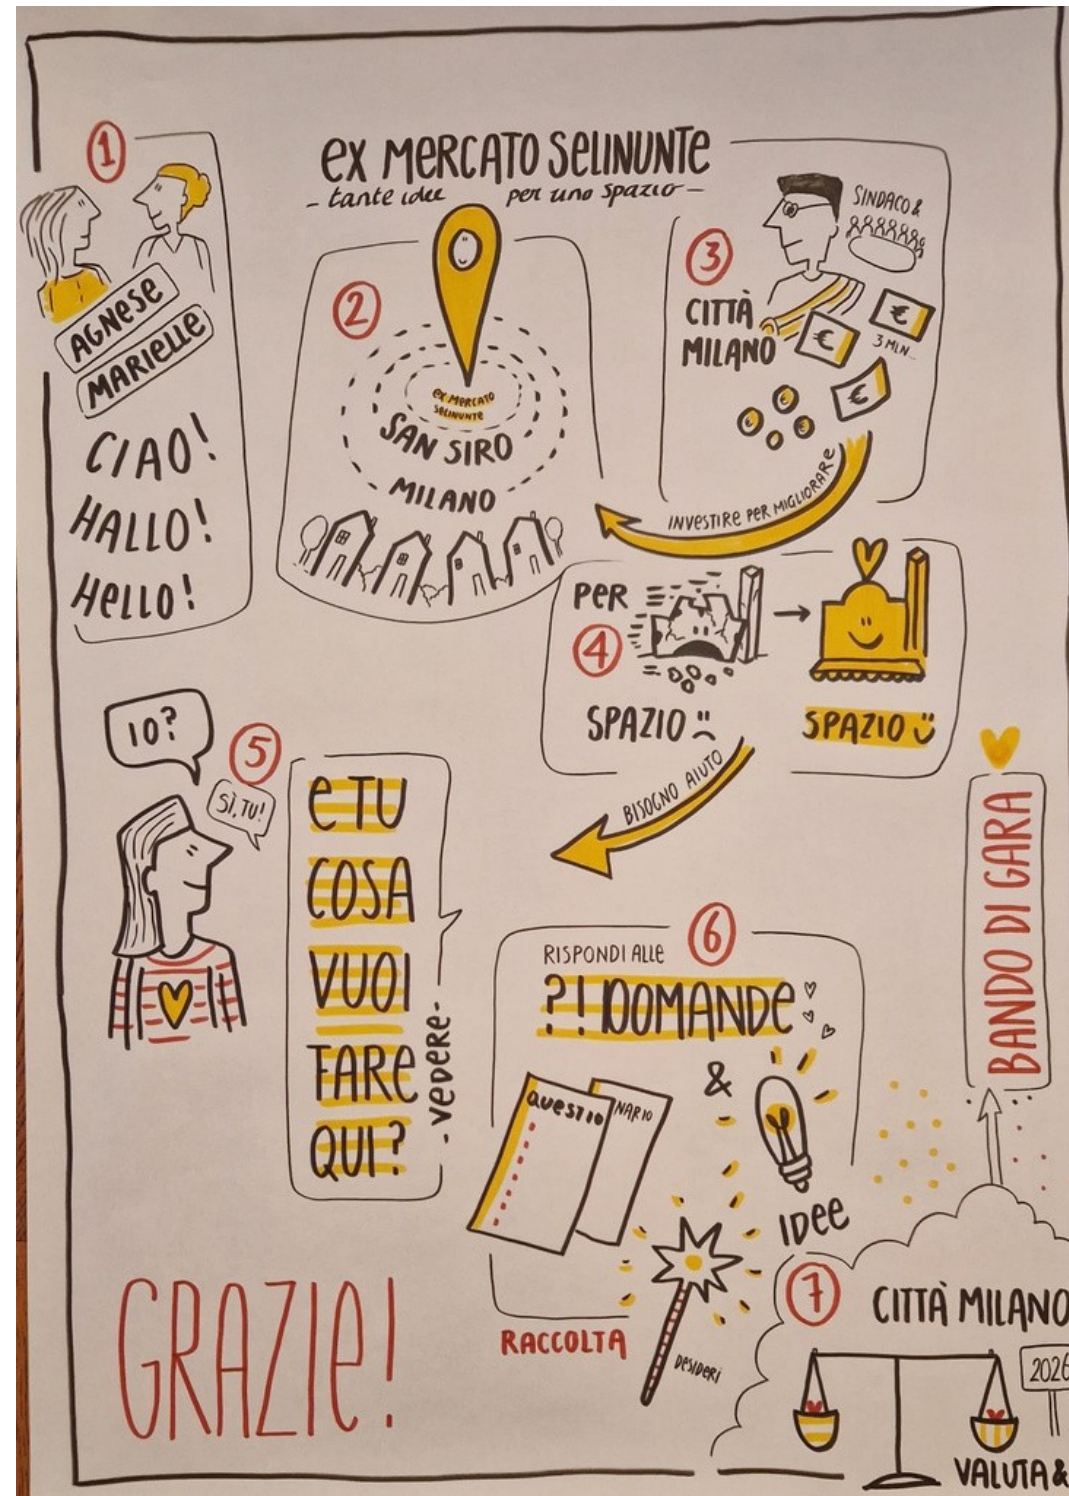 ex MERCATO SELINUNTE
- tante idee per uno spazio -
1
AGNESE
MARIELLE
CIAO!
HALLO!
HELLO!
2
ex MERCATO
SELINUNTE
SAN SIRO
MILANO
3
SINDACO &
CITTÀ
MILANO
€
€
3 MLN...
€
INVESTIRE PER MIGLIORARE
PER
4
SPAZIO
SPAZIO
BISOGNO AIUTO
5
IO?
SÌ, TU!
e TU
COSA
VUOI
FARE
- VEDERE -
QUI?
6
RISPONDI ALLE
?! DOMANDE
&
QUESTIO NARIO
IDEE
DESIDERI
RACCOLTA
7
CITTÀ MILANO
2026
VALUTA &
BANDO DI GARA
GRAZIE!